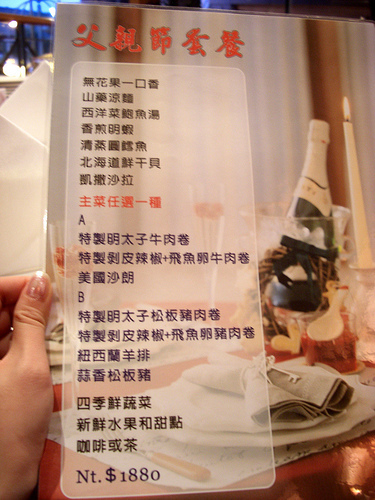 父親節套餐
無花果一口香
山藥涼麵
西洋菜鮑魚湯
香煎明蝦
清蒸圓鱈魚
北海道鮮干貝
凱撒沙拉
主菜任選一種
A
特製明太子牛肉卷
特製剝皮辣椒+飛魚卵牛肉卷
美國沙朗
B
特製明太子松板豬肉卷
特製剝皮辣椒+飛魚卵豬肉卷
紐西蘭羊排
蒜香松板豬
四季鮮蔬菜
新鮮水果和甜點
咖啡或茶
Nt.$1880